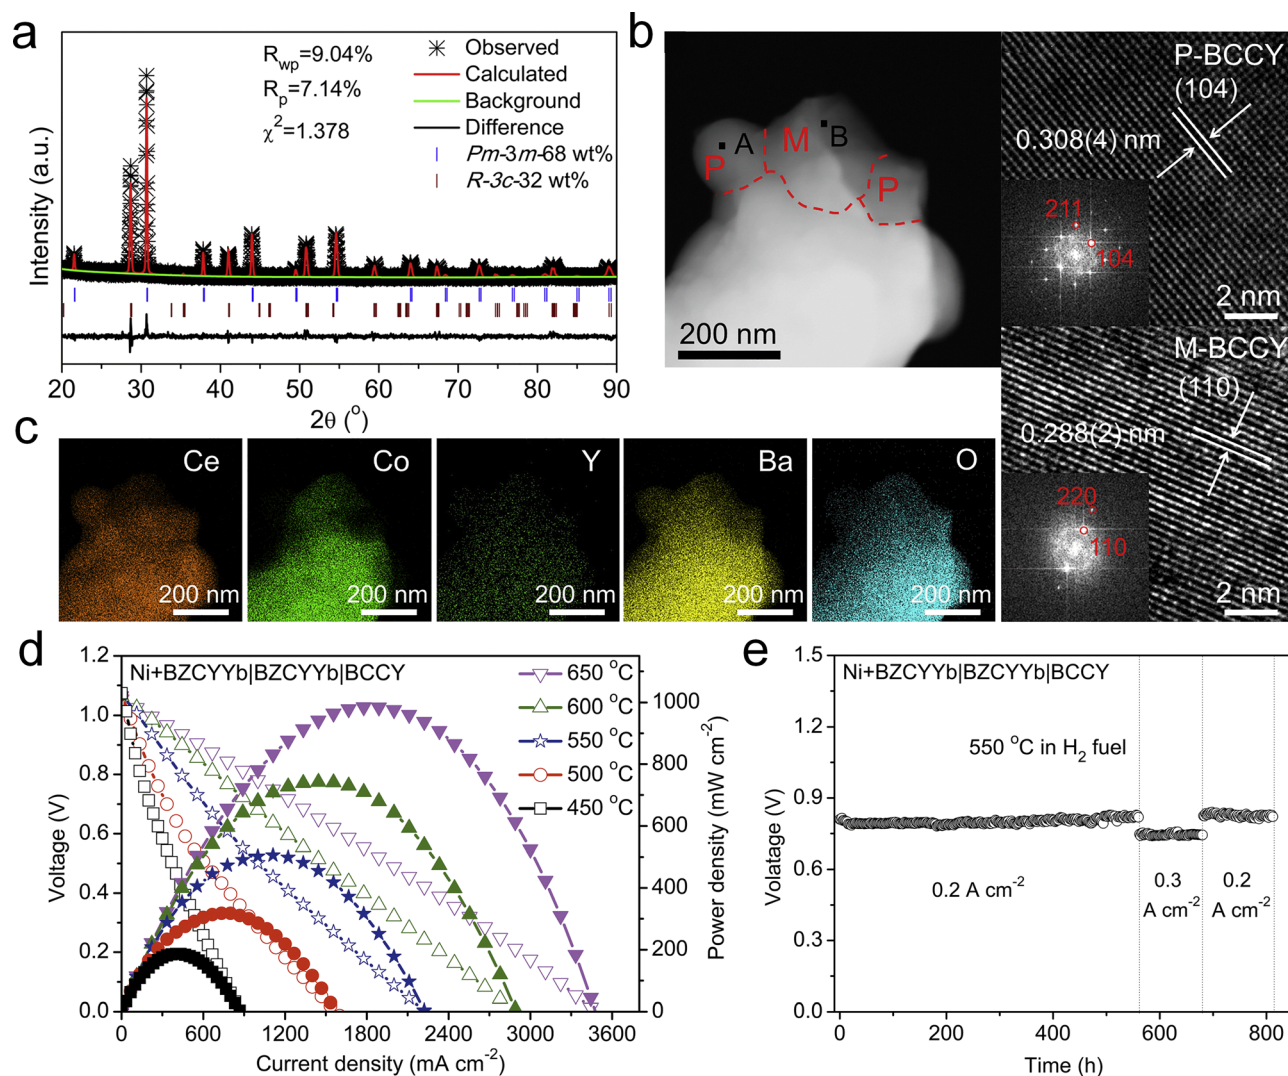 a
R_wp=9.04%
R_p=7.14%
χ²=1.378
Observed
Calculated
Background
Difference
Pm-3m-68 wt%
R-3c-32 wt%
Intensity (a.u.)
20 30 40 50 60 70 80 90
2θ (°)
b
A
B
P
M
P
200 nm
P-BCCY
(104)
0.308(4) nm
211
104
2 nm
M-BCCY
(110)
0.288(2) nm
220
110
2 nm
c
Ce
200 nm
Co
200 nm
Y
200 nm
Ba
200 nm
O
200 nm
d
Ni+BZCYYb|BZCYYb|BCCY
650 °C
600 °C
550 °C
500 °C
450 °C
Voltage (V)
1.2
1.0
0.8
0.6
0.4
0.2
0.0
Power density (mW cm⁻²)
1000
800
600
400
200
0
0 600 1200 1800 2400 3000 3600
Current density (mA cm⁻²)
e
Ni+BZCYYb|BZCYYb|BCCY
550 °C in H₂ fuel
Volatage (V)
1.5
1.2
0.9
0.6
0.3
0.0
0.2 A cm⁻²
0.3
A cm⁻²
0.2
A cm⁻²
0 200 400 600 800
Time (h)